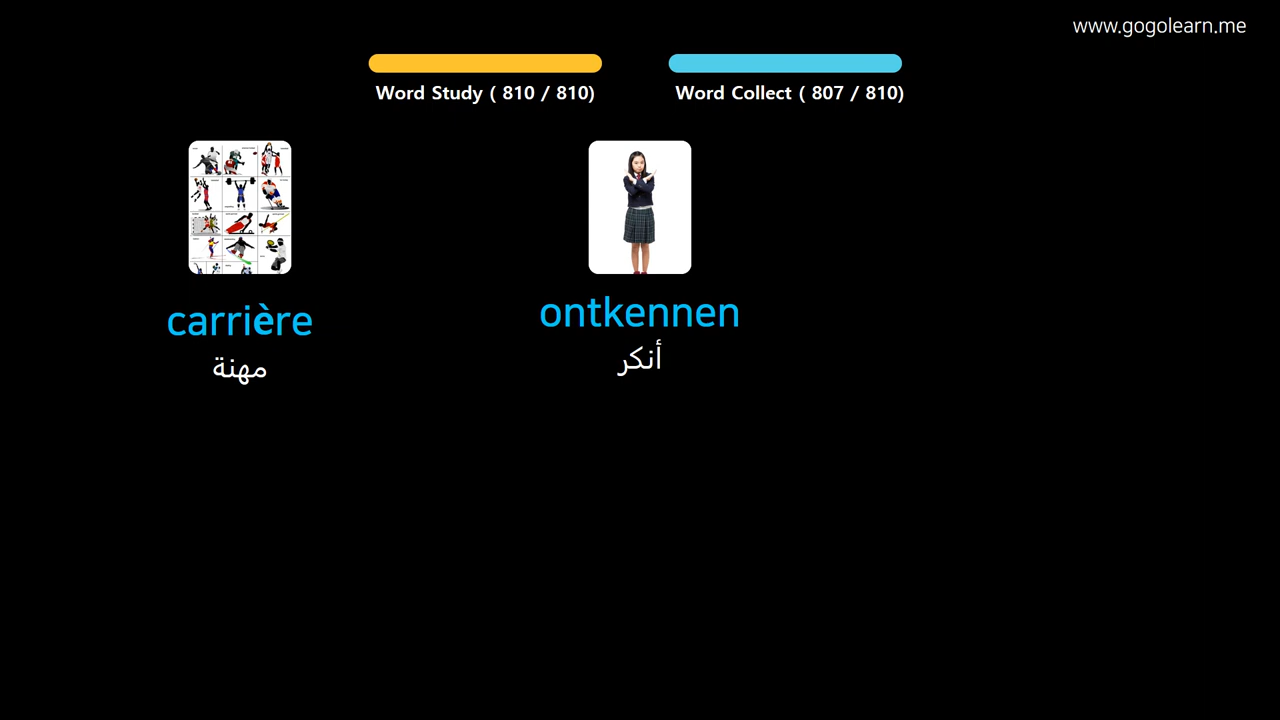 www.gogolearn.me
Word Study ( 810 / 810)
Word Collect ( 807 / 810)
carrière
مهنة
ontkennen
أنكر